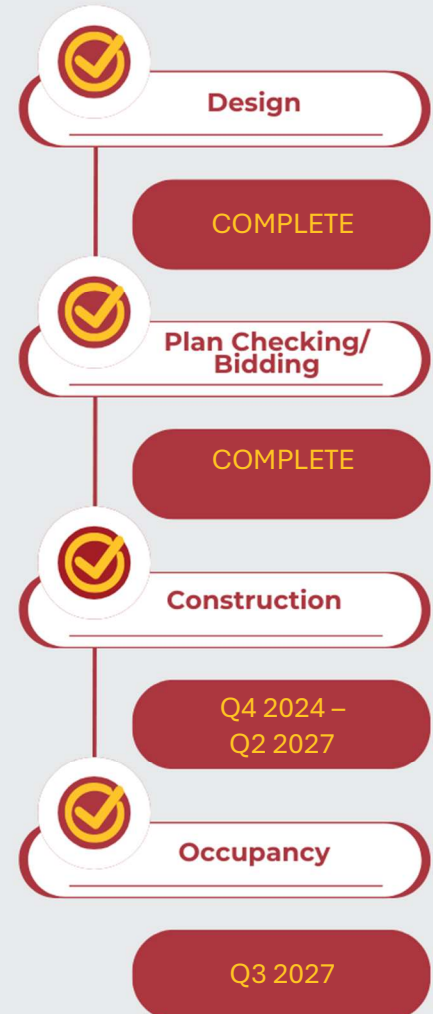 Design
COMPLETE
Plan Checking/
Bidding
COMPLETE
Construction
Q4 2024 –
Q2 2027
Occupancy
Q3 2027